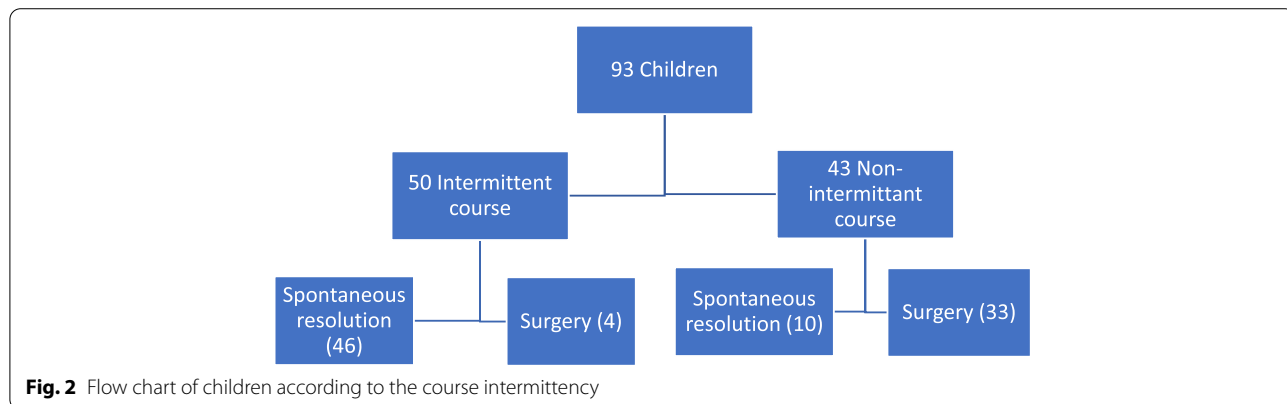 93 Children
50 Intermittent
course
43 Non-
intermittant
course
Spontaneous
resolution
(46)
Surgery (4)
Spontaneous
resolution (10)
Surgery (33)
Fig. 2 Flow chart of children according to the course intermittency